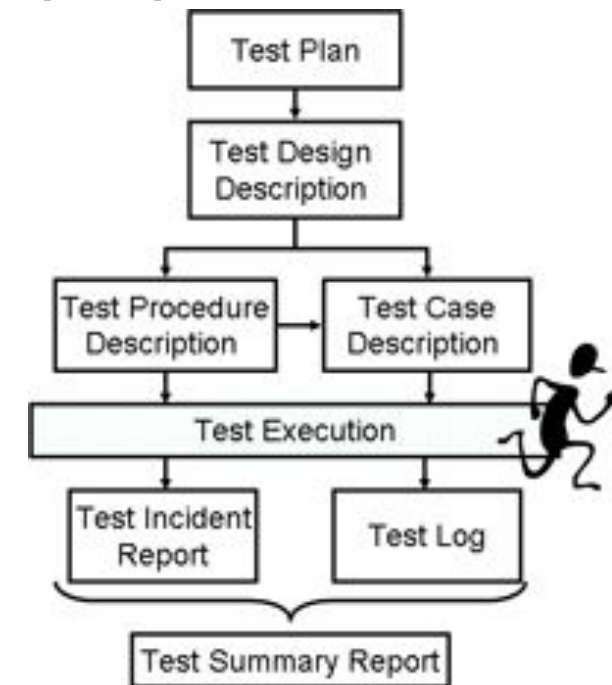 Test Plan
Test Design
Description
Test Procedure
Description
Test Case
Description
Test Execution
Test Incident
Report
Test Log
Test Summary Report